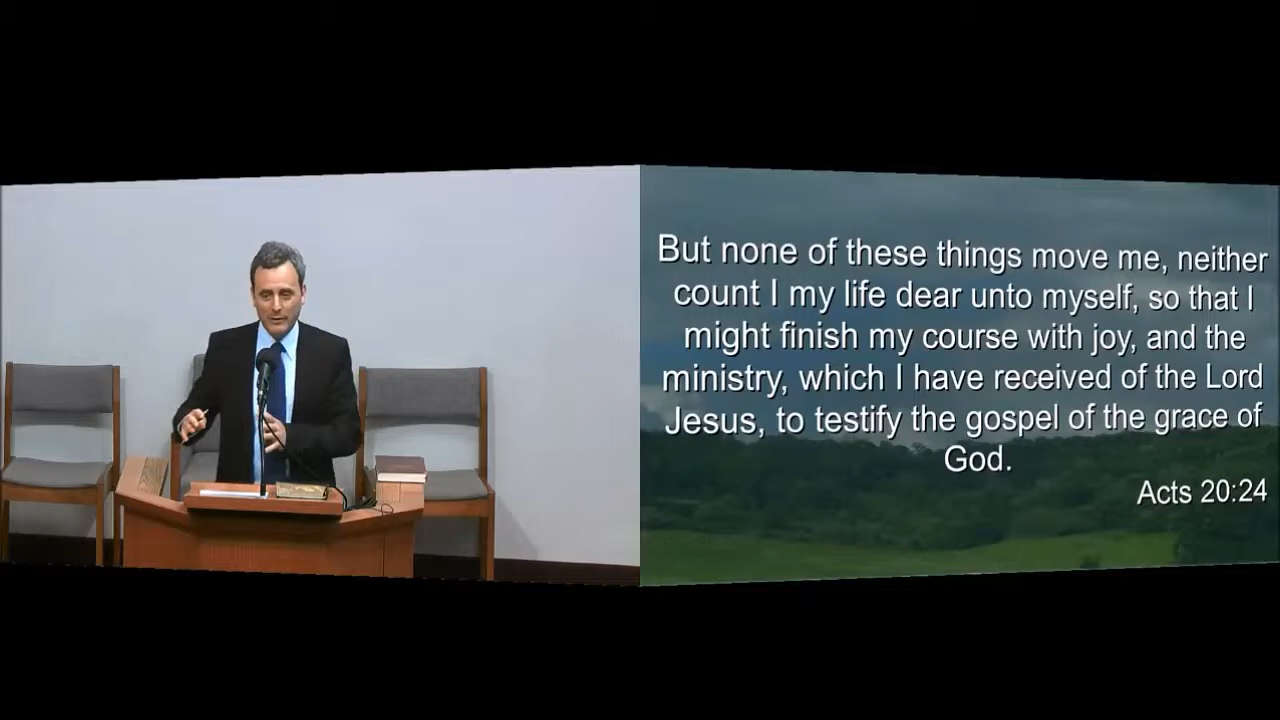 But none of these things move me, neither
count I my life dear unto myself, so that I
might finish my course with joy, and the
ministry, which I have received of the Lord
Jesus, to testify the gospel of the grace of
God.
Acts 20:24